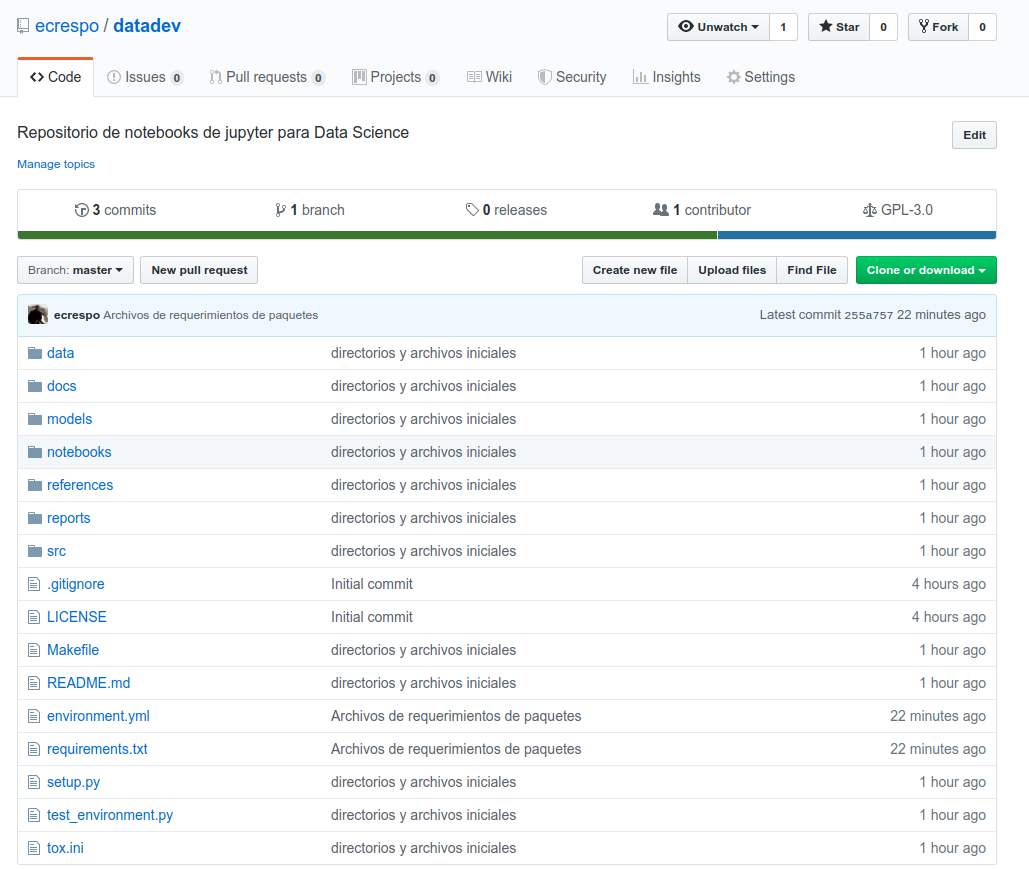 ecrespo / datadev Unwatch 1 Star 0 Fork 0
Code Issues 0 Pull requests 0 Projects 0 Wiki Security Insights Settings
Repositorio de notebooks de jupyter para Data Science Edit
Manage topics
3 commits 1 branch 0 releases 1 contributor GPL-3.0
Branch: master New pull request Create new file Upload files Find File Clone or download
ecrespo Archivos de requerimientos de paquetes Latest commit 255a757 22 minutes ago
data directorios y archivos iniciales 1 hour ago
docs directorios y archivos iniciales 1 hour ago
models directorios y archivos iniciales 1 hour ago
notebooks directorios y archivos iniciales 1 hour ago
references directorios y archivos iniciales 1 hour ago
reports directorios y archivos iniciales 1 hour ago
src directorios y archivos iniciales 1 hour ago
.gitignore Initial commit 4 hours ago
LICENSE Initial commit 4 hours ago
Makefile directorios y archivos iniciales 1 hour ago
README.md directorios y archivos iniciales 1 hour ago
environment.yml Archivos de requerimientos de paquetes 22 minutes ago
requirements.txt Archivos de requerimientos de paquetes 22 minutes ago
setup.py directorios y archivos iniciales 1 hour ago
test_environment.py directorios y archivos iniciales 1 hour ago
tox.ini directorios y archivos iniciales 1 hour ago